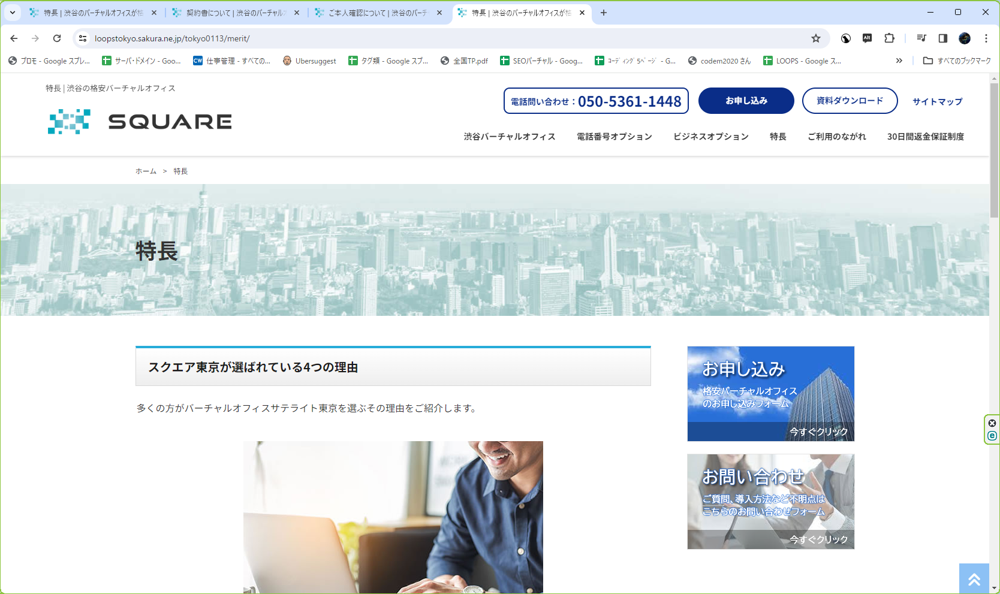 特長 | 渋谷のバーチャルオフィスが格
契約書について | 渋谷のバーチャルオ
ご本人確認について | 渋谷のバーチ
特長 | 渋谷のバーチャルオフィスが格
loopstokyo.sakura.ne.jp/tokyo0113/merit/
プロモ - Google スプレ...
サーバ・ドメイン - Goo...
CW 仕事管理 - すべての...
Ubersuggest
タグ類 - Google スプ...
全国TP.pdf
SEOバーチャル - Goog...
ｺｰﾃﾞｨﾝｸﾞ 5ﾍﾟｰｼﾞ - G...
codem2020 さん
LOOPS - Google ス...
すべてのブックマーク
特長 | 渋谷の格安バーチャルオフィス
SQUARE
電話問い合わせ：050-5361-1448
お申し込み
資料ダウンロード
サイトマップ
渋谷バーチャルオフィス
電話番号オプション
ビジネスオプション
特長
ご利用のながれ
30日間返金保証制度
ホーム > 特長
特長
スクエア東京が選ばれている4つの理由
多くの方がバーチャルオフィスサテライト東京を選ぶその理由をご紹介します。
お申し込み
格安バーチャルオフィス
のお申し込みフォーム
今すぐクリック
お問い合わせ
ご質問、導入方法など不明点は
こちらのお問い合わせフォーム
今すぐクリック